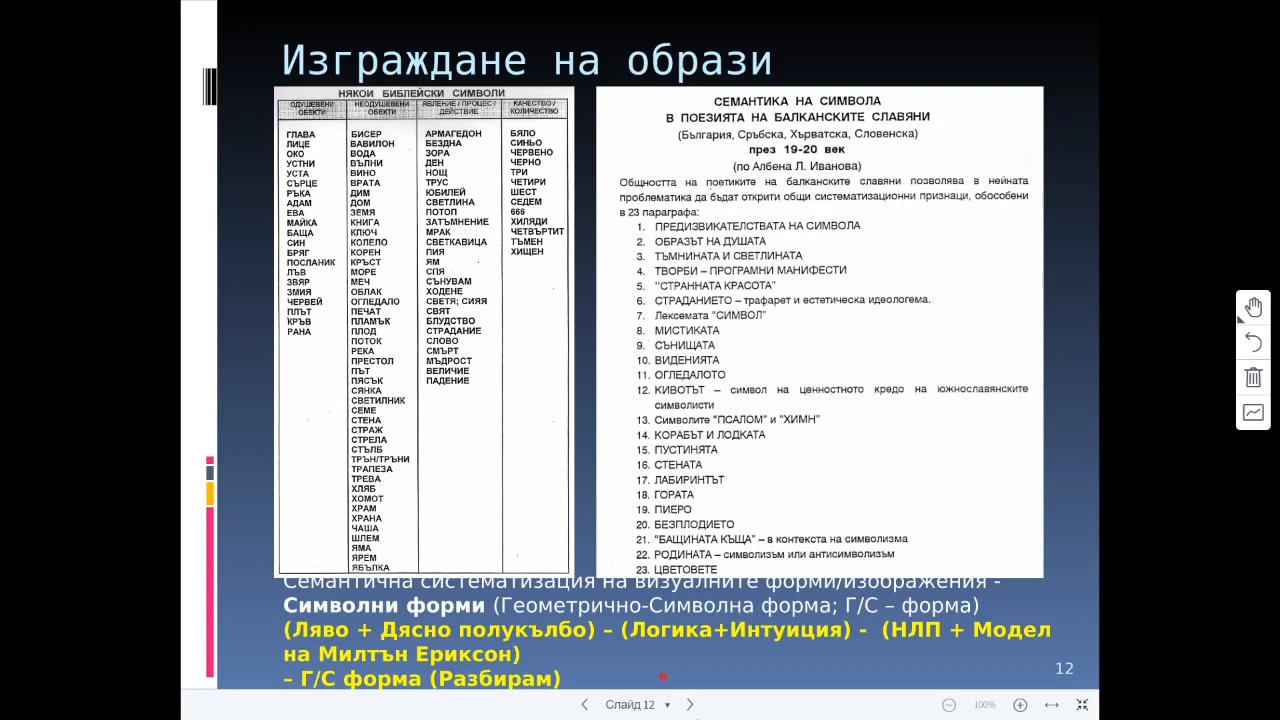 Изграждане на образи
НЯКОИ БИБЛЕЙСКИ СИМВОЛИ
ОДУШЕВЕНИ ОБЕКТИ
ГЛАВА
ЛИЦЕ
ОКО
УСТНИ
УСТА
СЪРЦЕ
РЪКА
АДАМ
ЕВА
МАЙКА
БАЩА
СИН
БРЯГ
ПОСЛАНИК
ЛЪВ
ЗВЯР
ЗМИЯ
ЧЕРВЕЙ
ПЛЪТ
КРЪВ
РАНА
НЕОДУШЕВЕНИ ОБЕКТИ
БИСЕР
ВАВИЛОН
ВОДА
ВЪЛНИ
ВИНО
ВРАТА
ДИМ
ДОМ
ЗЕМЯ
КНИГА
КЛЮЧ
КОЛЕЛО
КОРЕН
КРЪСТ
МОРЕ
МЕЧ
ОБЛАК
ОГЛЕДАЛО
ПЕЧАТ
ПЛАМЪК
ПЛОД
ПОТОК
РЕКА
ПРЕСТОЛ
ПЪТ
ПЯСЪК
СЯНКА
СВЕТИЛНИК
СЕМЕ
СТЕНА
СТРАЖ
СТРЕЛА
СТЪЛБ
ТРЪН/ТРЪНИ
ТРАПЕЗА
ТРЕВА
ХЛЯБ
ХОМОТ
ХРАМ
ХРАНА
ЧАША
ШЛЕМ
ЯМА
ЯРЕМ
ЯБЪЛКА
ЯВЛЕНИЕ / ПРОЦЕС / ДЕЙСТВИЕ
АРМАГЕДОН
БЕЗДНА
ЗОРА
ДЕН
НОЩ
ТРУС
ЮБИЛЕЙ
СВЕТЛИНА
ПОТОП
ЗАТЪМНЕНИЕ
МРАК
СВЕТКАВИЦА
ПИЯ
ЯМ
СПЯ
СЪНУВАМ
ХОДЕНЕ
СВЕТЯ; СИЯЯ
СВЯТ
БЛУДСТВО
СТРАДАНИЕ
СЛОВО
СМЪРТ
МЪДРОСТ
ВЕЛИЧИЕ
ПАДЕНИЕ
КАЧЕСТВО / КОЛИЧЕСТВО
БЯЛО
СИНЬО
ЧЕРВЕНО
ЧЕРНО
ТРИ
ЧЕТИРИ
ШЕСТ
СЕДЕМ
666
ХИЛЯДИ
ЧЕТВЪРТИТ
ТЪМЕН
ХИЩЕН
СЕМАНТИКА НА СИМВОЛА
В ПОЕЗИЯТА НА БАЛКАНСКИТЕ СЛАВЯНИ
(България, Сръбска, Хърватска, Словенска)
през 19-20 век
(по Албена Л. Иванова)
Общността на поетиките на балканските славяни позволява в нейната
проблематика да бъдат открити общи систематизационни признаци, обособени
в 23 параграфа:
1. ПРЕДИЗВИКАТЕЛСТВАТА НА СИМВОЛА
2. ОБРАЗЪТ НА ДУШАТА
3. ТЪМНИНАТА И СВЕТЛИНАТА
4. ТВОРБИ – ПРОГРАМНИ МАНИФЕСТИ
5. "СТРАННАТА КРАСОТА"
6. СТРАДАНИЕТО – трафарет и естетическа идеологема.
7. Лексемата "СИМВОЛ"
8. МИСТИКАТА
9. СЪНИЩАТА
10. ВИДЕНИЯТА
11. ОГЛЕДАЛОТО
12. КИВОТЪТ – символ на ценностното кредо на южнославянските
символисти
13. Символите "ПСАЛОМ" и "ХИМН"
14. КОРАБЪТ И ЛОДКАТА
15. ПУСТИНЯТА
16. СТЕНАТА
17. ЛАБИРИНТЪТ
18. ГОРАТА
19. ПИЕРО
20. БЕЗПЛОДИЕТО
21. "БАЩИНАТА КЪЩА" – в контекста на символизма
22. РОДИНАТА – символизъм или антисимволизъм
23. ЦВЕТОВЕТЕ
Семантична систематизация на визуалните форми/изображения -
Символни форми (Геометрично-Символна форма; Г/С – форма)
(Ляво + Дясно полукълбо) – (Логика+Интуиция) - (НЛП + Модел
на Милтън Ериксон)
– Г/С форма (Разбирам)
12
Слайд 12
100%